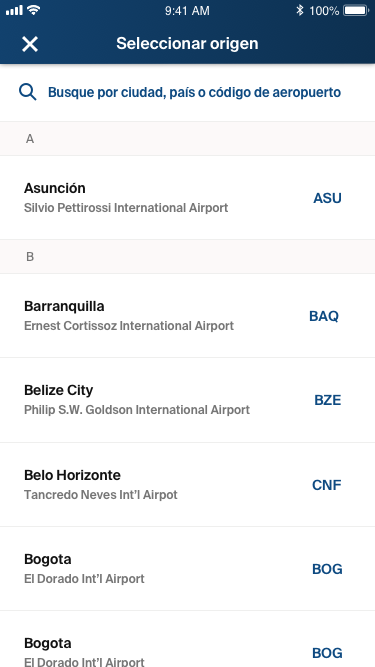 9:41 AM 100%
Seleccionar origen
Busque por ciudad, país o código de aeropuerto
A
Asunción
Silvio Pettirossi International Airport
ASU
B
Barranquilla
Ernest Cortissoz International Airport
BAQ
Belize City
Philip S.W. Goldson International Airport
BZE
Belo Horizonte
Tancredo Neves Int'l Airpot
CNF
Bogota
El Dorado Int'l Airport
BOG
Bogota
El Dorado Int'l Airport
BOG